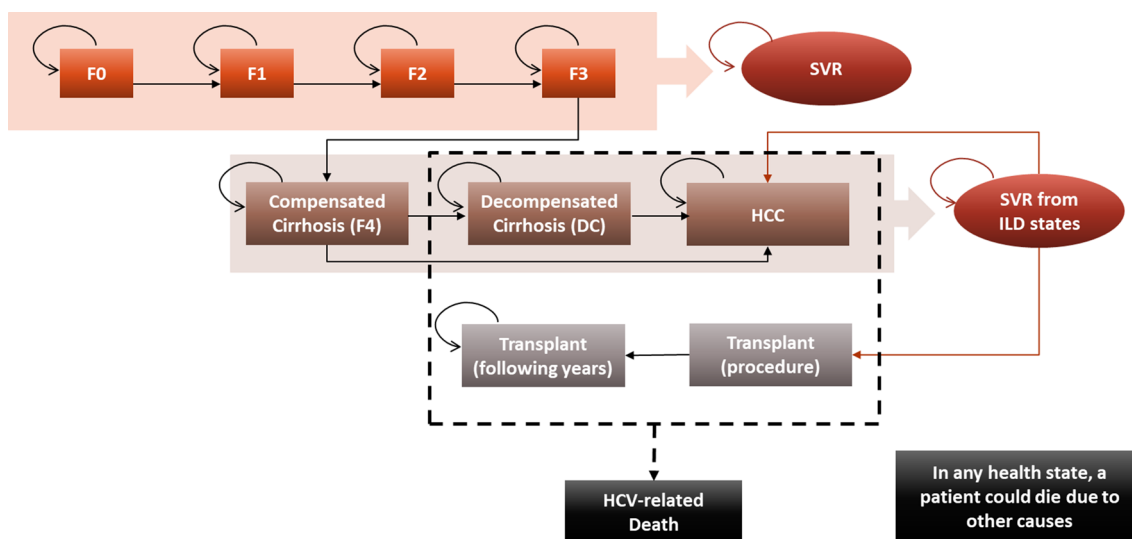 F0
F1
F2
F3
SVR
Compensated
Cirrhosis (F4)
Decompensated
Cirrhosis (DC)
HCC
SVR from
ILD states
Transplant
(following years)
Transplant
(procedure)
HCV-related
Death
In any health state, a
patient could die due to
other causes